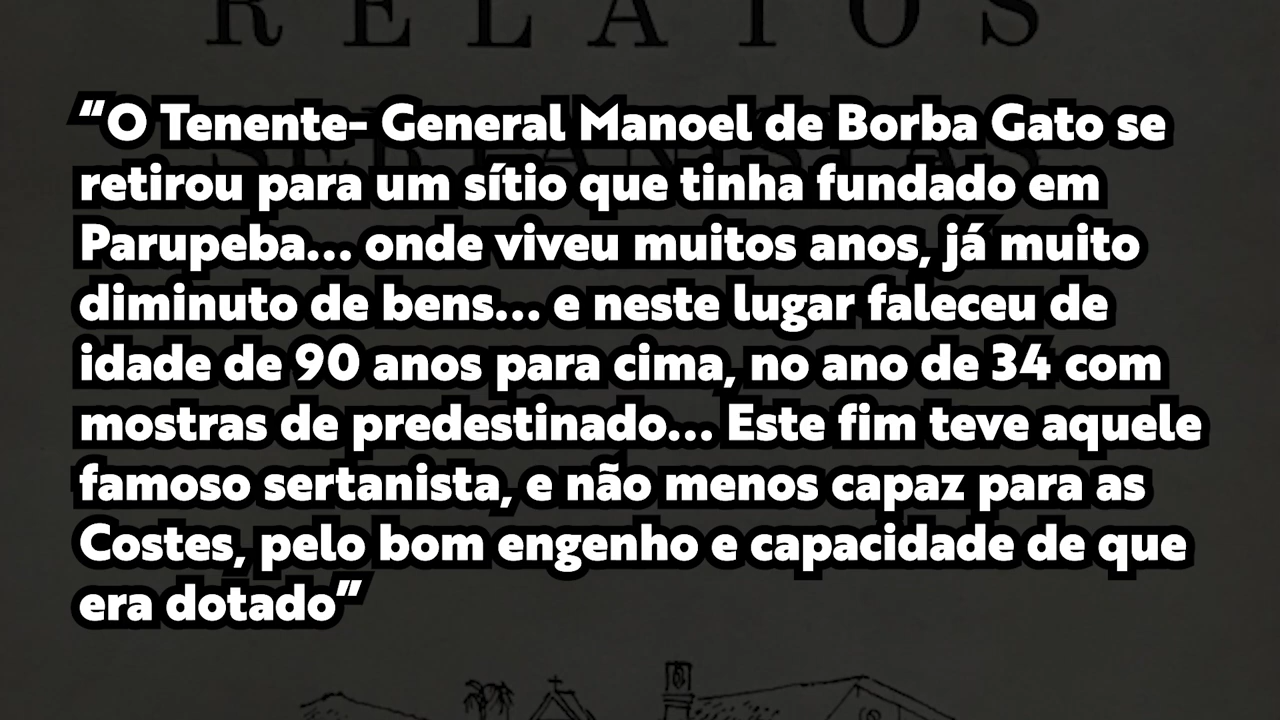 RELATOS
SERTANISTAS
“O Tenente- General Manoel de Borba Gato se
retirou para um sítio que tinha fundado em
Parupeba... onde viveu muitos anos, já muito
diminuto de bens... e neste lugar faleceu de
idade de 90 anos para cima, no ano de 34 com
mostras de predestinado... Este fim teve aquele
famoso sertanista, e não menos capaz para as
Costes, pelo bom engenho e capacidade de que
era dotado”